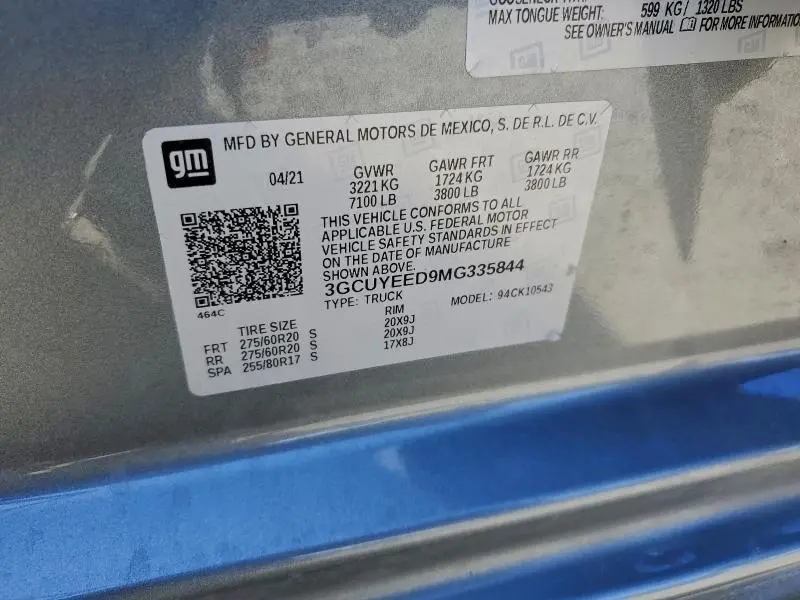 MAX TONGUE WEIGHT: 599 KG/ 1320 LBS
SEE OWNER'S MANUAL FOR MORE INFORMATION
gm
MFD BY GENERAL MOTORS DE MEXICO, S. DE R.L. DE C.V.
04/21 GVWR GAWR FRT GAWR RR
3221 KG 1724 KG 1724 KG
7100 LB 3800 LB 3800 LB
THIS VEHICLE CONFORMS TO ALL
APPLICABLE U.S. FEDERAL MOTOR
VEHICLE SAFETY STANDARDS IN EFFECT
ON THE DATE OF MANUFACTURE
SHOWN ABOVE.
3GCUYEED9MG335844
TYPE: TRUCK MODEL: 94CK10543
464C
TIRE SIZE RIM
FRT 275/60R20 S 20X9J
RR 275/60R20 S 20X9J
SPA 255/80R17 S 17X8J